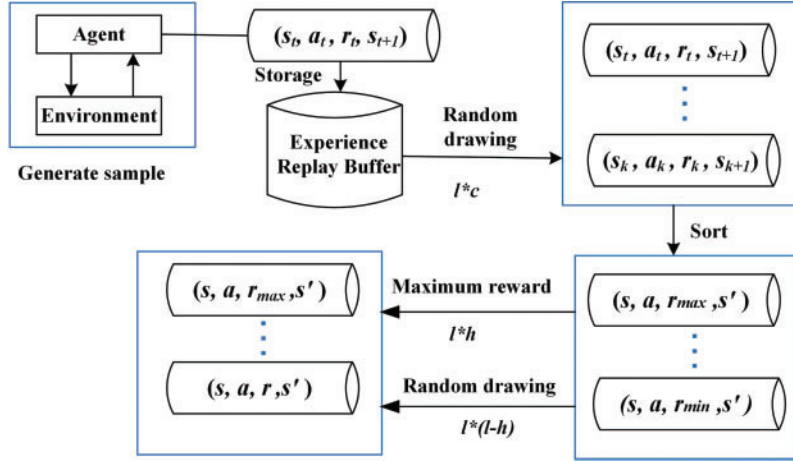 Agent
Environment
Generate sample
(sₜ, aₜ, rₜ, sₜ₊₁)
Storage
Experience
Replay Buffer
Random
drawing
l*c
(sₜ, aₜ, rₜ, sₜ₊₁)
(sₖ, aₖ, rₖ, sₖ₊₁)
Sort
(s, a, rmax ,s′ )
(s, a, rmin ,s′ )
Maximum reward
l*h
Random drawing
l*(l-h)
(s, a, rmax ,s′ )
(s, a, r ,s′ )